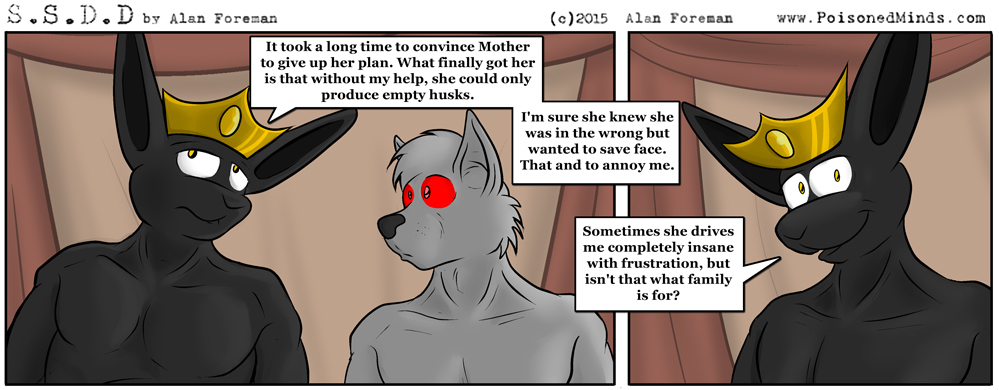 S.S.D.D by Alan Foreman (c)2015 Alan Foreman www.PoisonedMinds.com
It took a long time to convince Mother
to give up her plan. What finally got her
is that without my help, she could only
produce empty husks.
I'm sure she knew she
was in the wrong but
wanted to save face.
That and to annoy me.
Sometimes she drives
me completely insane
with frustration, but
isn't that what family
is for?